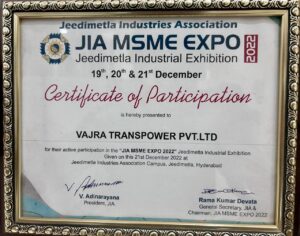 Jeedimetla Industries Association
JIA MSME EXPO 2022
Jeedimetla Industrial Exhibition
19th, 20th & 21st December
Certificate of Participation
is hereby presented to
VAJRA TRANSPOWER PVT.LTD
for their active participation in the "JIA MSME EXPO 2022" Jeedimetla Industrial Exhibition
Given on this 21st December 2022 at
Jeedimetla Industries Association Campus, Jeedimetla, Hyderabad
V. Adinarayana
President, JIA
Rama Kumar Devata
General Secretary, JIA &
Chairman, JIA MSME EXPO 2022